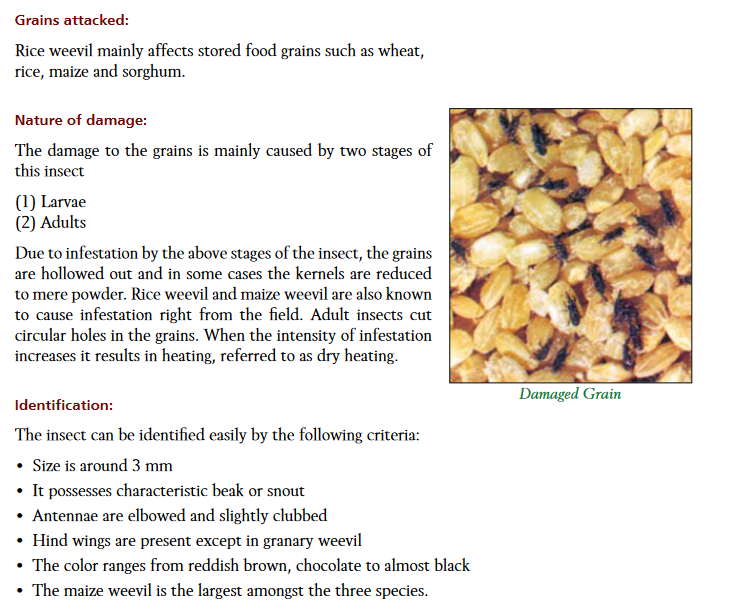 Grains attacked:
Rice weevil mainly affects stored food grains such as wheat,
rice, maize and sorghum.
Nature of damage:
The damage to the grains is mainly caused by two stages of
this insect
(1) Larvae
(2) Adults
Due to infestation by the above stages of the insect, the grains
are hollowed out and in some cases the kernels are reduced
to mere powder. Rice weevil and maize weevil are also known
to cause infestation right from the field. Adult insects cut
circular holes in the grains. When the intensity of infestation
increases it results in heating, referred to as dry heating.
Damaged Grain
Identification:
The insect can be identified easily by the following criteria:
• Size is around 3 mm
• It possesses characteristic beak or snout
• Antennae are elbowed and slightly clubbed
• Hind wings are present except in granary weevil
• The color ranges from reddish brown, chocolate to almost black
• The maize weevil is the largest amongst the three species.